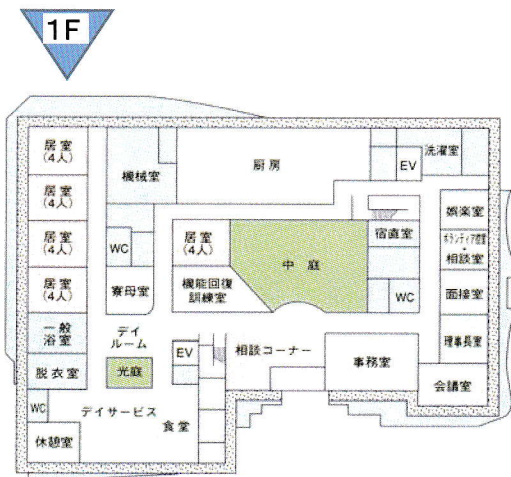 1F
居室
(4人)
機械室
厨房
EV
洗濯室
居室
(4人)
娯楽室
居室
(4人)
WC
居室
(4人)
中庭
宿直室
相談室
居室
(4人)
寮母室
機能回復
訓練室
WC
面接室
一般
浴室
デイ
ルーム
EV
相談コーナー
事務室
理事長室
脱衣室
光庭
会議室
WC
デイサービス
食堂
休憩室